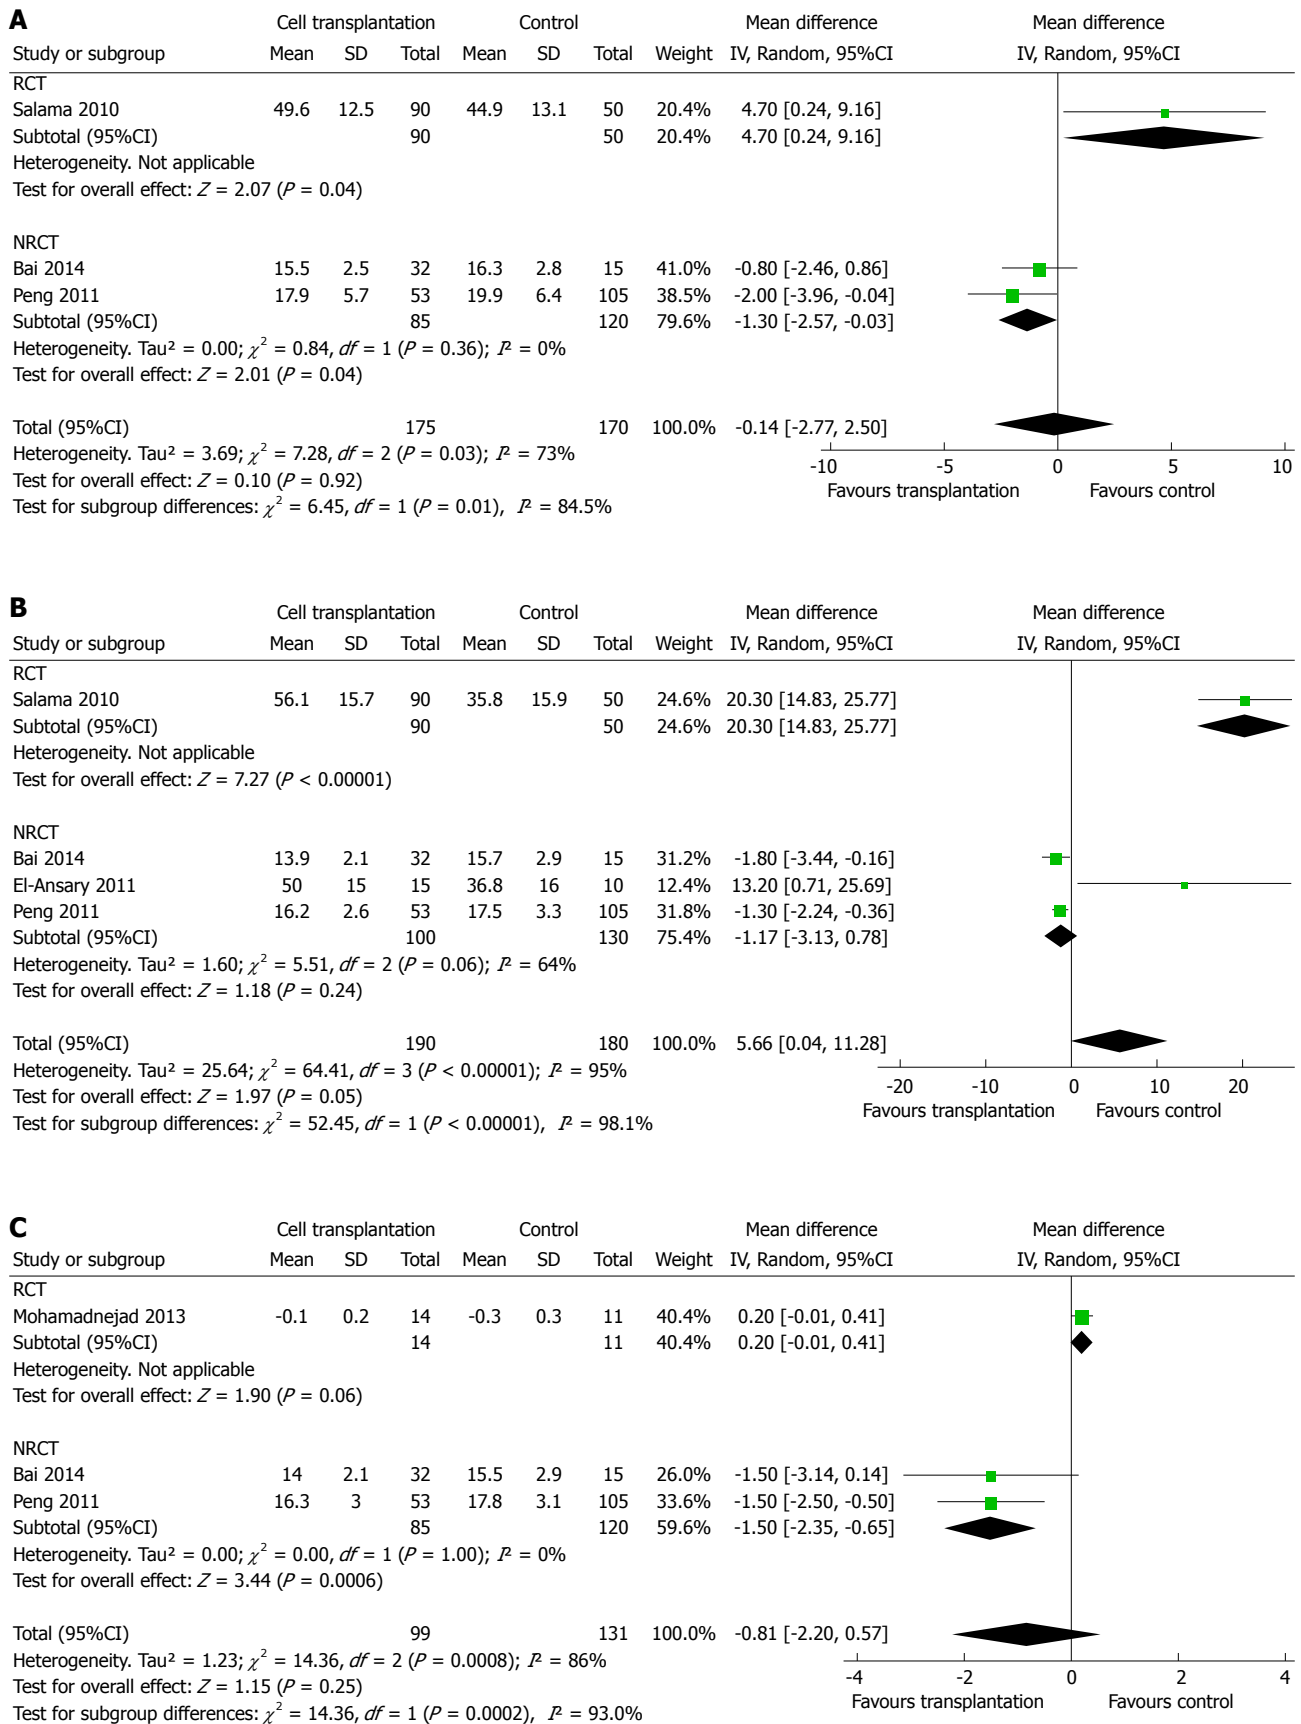 A
Cell transplantation Control Mean difference Mean difference
Study or subgroup Mean SD Total Mean SD Total Weight IV, Random, 95%CI IV, Random, 95%CI
RCT
Salama 2010 49.6 12.5 90 44.9 13.1 50 20.4% 4.70 [0.24, 9.16]
Subtotal (95%CI) 90 50 20.4% 4.70 [0.24, 9.16]
Heterogeneity. Not applicable
Test for overall effect: Z = 2.07 (P = 0.04)
NRCT
Bai 2014 15.5 2.5 32 16.3 2.8 15 41.0% -0.80 [-2.46, 0.86]
Peng 2011 17.9 5.7 53 19.9 6.4 105 38.5% -2.00 [-3.96, -0.04]
Subtotal (95%CI) 85 120 79.6% -1.30 [-2.57, -0.03]
Heterogeneity. Tau² = 0.00; χ² = 0.84, df = 1 (P = 0.36); I² = 0%
Test for overall effect: Z = 2.01 (P = 0.04)
Total (95%CI) 175 170 100.0% -0.14 [-2.77, 2.50]
Heterogeneity. Tau² = 3.69; χ² = 7.28, df = 2 (P = 0.03); I² = 73%
-10 -5 0 5 10
Test for overall effect: Z = 0.10 (P = 0.92)
Favours transplantation Favours control
Test for subgroup differences: χ² = 6.45, df = 1 (P = 0.01), I² = 84.5%
B
Cell transplantation Control Mean difference Mean difference
Study or subgroup Mean SD Total Mean SD Total Weight IV, Random, 95%CI IV, Random, 95%CI
RCT
Salama 2010 56.1 15.7 90 35.8 15.9 50 24.6% 20.30 [14.83, 25.77]
Subtotal (95%CI) 90 50 24.6% 20.30 [14.83, 25.77]
Heterogeneity. Not applicable
Test for overall effect: Z = 7.27 (P < 0.00001)
NRCT
Bai 2014 13.9 2.1 32 15.7 2.9 15 31.2% -1.80 [-3.44, -0.16]
El-Ansary 2011 50 15 15 36.8 16 10 12.4% 13.20 [0.71, 25.69]
Peng 2011 16.2 2.6 53 17.5 3.3 105 31.8% -1.30 [-2.24, -0.36]
Subtotal (95%CI) 100 130 75.4% -1.17 [-3.13, 0.78]
Heterogeneity. Tau² = 1.60; χ² = 5.51, df = 2 (P = 0.06); I² = 64%
Test for overall effect: Z = 1.18 (P = 0.24)
Total (95%CI) 190 180 100.0% 5.66 [0.04, 11.28]
Heterogeneity. Tau² = 25.64; χ² = 64.41, df = 3 (P < 0.00001); I² = 95%
-20 -10 0 10 20
Test for overall effect: Z = 1.97 (P = 0.05)
Favours transplantation Favours control
Test for subgroup differences: χ² = 52.45, df = 1 (P < 0.00001), I² = 98.1%
C
Cell transplantation Control Mean difference Mean difference
Study or subgroup Mean SD Total Mean SD Total Weight IV, Random, 95%CI IV, Random, 95%CI
RCT
Mohamadnejad 2013 -0.1 0.2 14 -0.3 0.3 11 40.4% 0.20 [-0.01, 0.41]
Subtotal (95%CI) 14 11 40.4% 0.20 [-0.01, 0.41]
Heterogeneity. Not applicable
Test for overall effect: Z = 1.90 (P = 0.06)
NRCT
Bai 2014 14 2.1 32 15.5 2.9 15 26.0% -1.50 [-3.14, 0.14]
Peng 2011 16.3 3 53 17.8 3.1 105 33.6% -1.50 [-2.50, -0.50]
Subtotal (95%CI) 85 120 59.6% -1.50 [-2.35, -0.65]
Heterogeneity. Tau² = 0.00; χ² = 0.00, df = 1 (P = 1.00); I² = 0%
Test for overall effect: Z = 3.44 (P = 0.0006)
Total (95%CI) 99 131 100.0% -0.81 [-2.20, 0.57]
Heterogeneity. Tau² = 1.23; χ² = 14.36, df = 2 (P = 0.0008); I² = 86%
-4 -2 0 2 4
Test for overall effect: Z = 1.15 (P = 0.25)
Favours transplantation Favours control
Test for subgroup differences: χ² = 14.36, df = 1 (P = 0.0002), I² = 93.0%